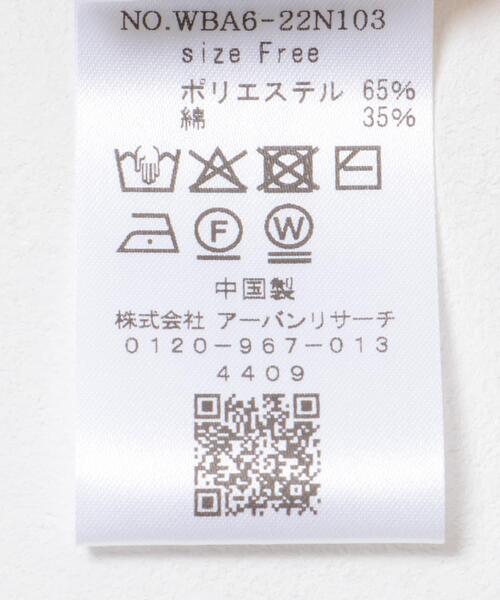 NO.WBA6-22N103
size Free
ポリエステル 65%
綿 35%
F W
中国製
株式会社 アーバンリサーチ
0120-967-013
4409